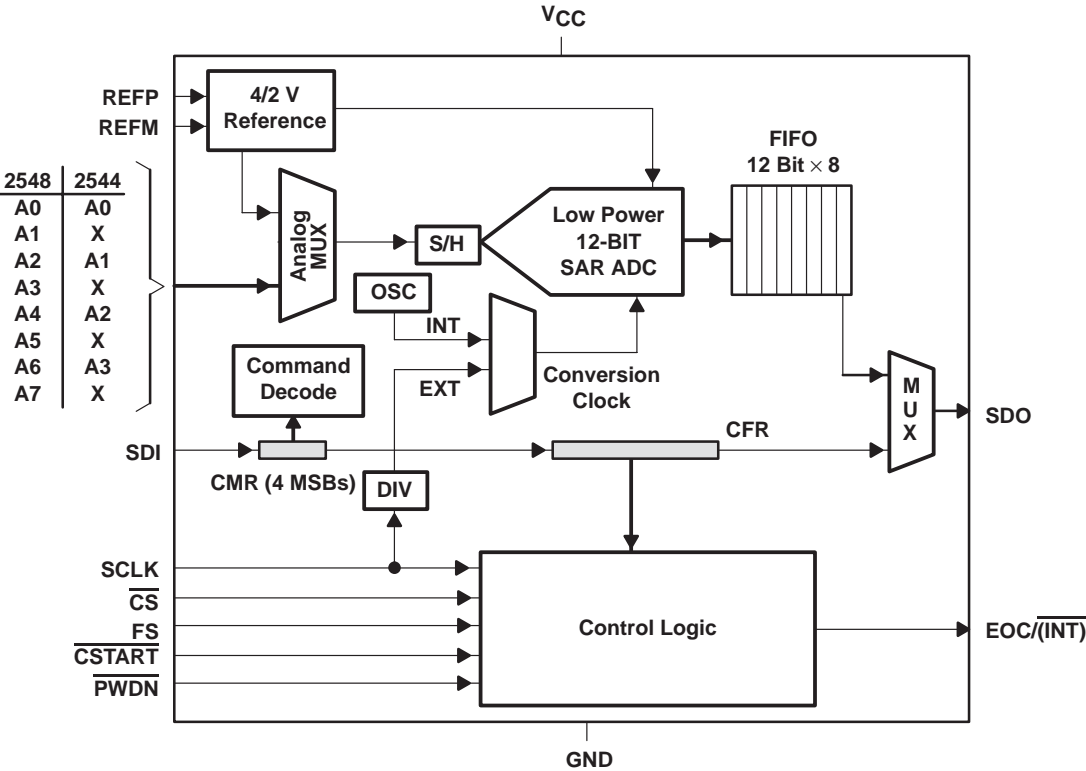 VCC
REFP
REFM
4/2 V
Reference
2548 2544
A0 A0
A1 X
A2 A1
A3 X
A4 A2
A5 X
A6 A3
A7 X
Analog
MUX
S/H
Low Power
12-BIT
SAR ADC
FIFO
12 Bit × 8
OSC
INT
EXT
Conversion
Clock
Command
Decode
MUX
SDO
SDI
CMR (4 MSBs)
CFR
DIV
SCLK
CS
FS
CSTART
PWDN
Control Logic
EOC/(INT)
GND